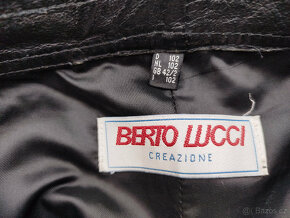 D 102
NL 102
GB 42/2
I 102
BERTO LUCCI
CREAZIONE